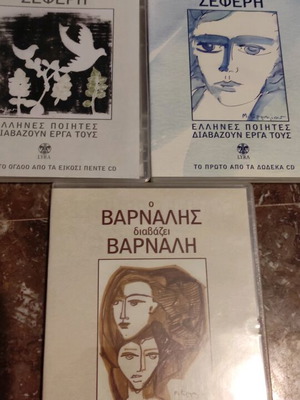 ΣΕΦΕΡΗ
ΕΛΛΗΝΕΣ ΠΟΙΗΤΕΣ
ΔΙΑΒΑΖΟΥΝ ΕΡΓΑ ΤΟΥΣ
LYRA
ΤΟ ΟΓΔΟΟ ΑΠΟ ΤΑ ΕΙΚΟΣΙ ΠΕΝΤΕ CD
ΣΕΦΕΡΗ
ΕΛΛΗΝΕΣ ΠΟΙΗΤΕΣ
ΔΙΑΒΑΖΟΥΝ ΕΡΓΑ ΤΟΥΣ
LYRA
ΤΟ ΠΡΩΤΟ ΑΠΟ ΤΑ ΔΩΔΕΚΑ CD
ο
ΒΑΡΝΑΛΗΣ
διαβάζει
ΒΑΡΝΑΛΗ